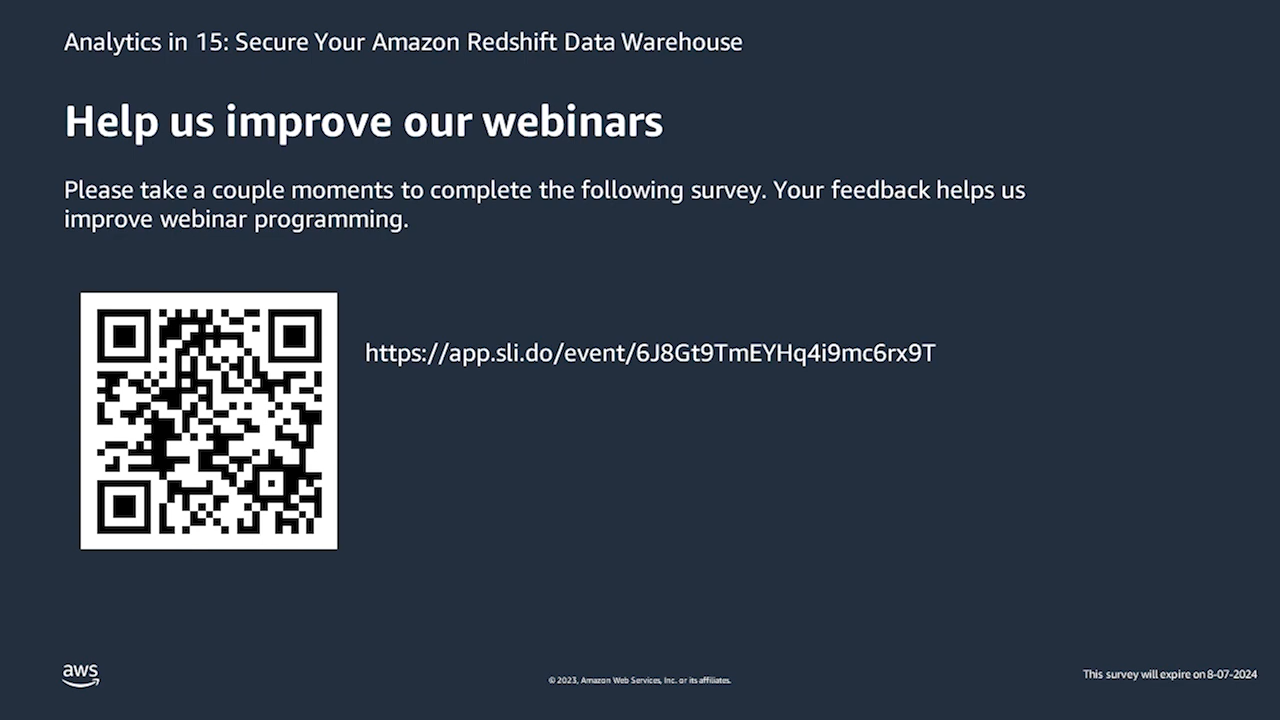 Analytics in 15: Secure Your Amazon Redshift Data Warehouse
Help us improve our webinars
Please take a couple moments to complete the following survey. Your feedback helps us
improve webinar programming.
https://app.sli.do/event/6J8Gt9TmEYHq4i9mc6rx9T
aws
© 2023, Amazon Web Services, Inc. or its affiliates.
This survey will expire on 8-07-2024